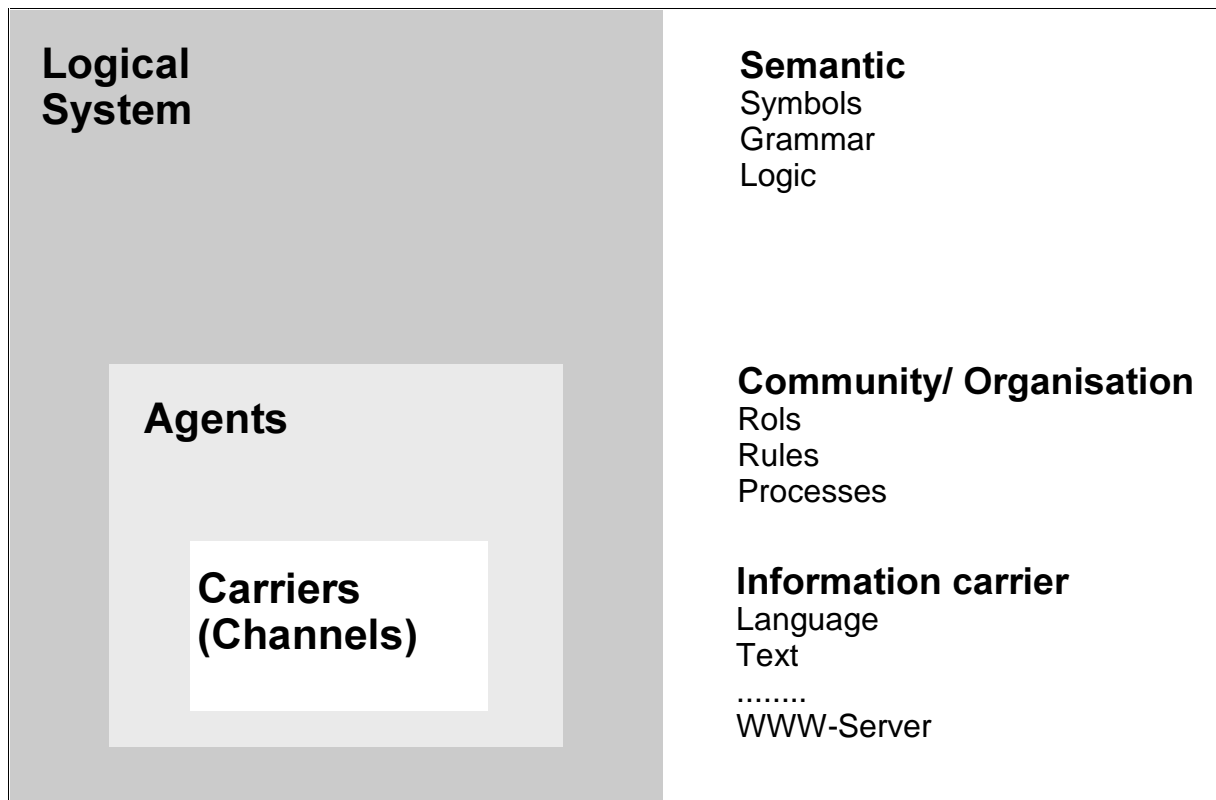 Logical
System
Semantic
Symbols
Grammar
Logic
Agents
Community/ Organisation
Rols
Rules
Processes
Carriers
(Channels)
Information carrier
Language
Text
........
WWW-Server